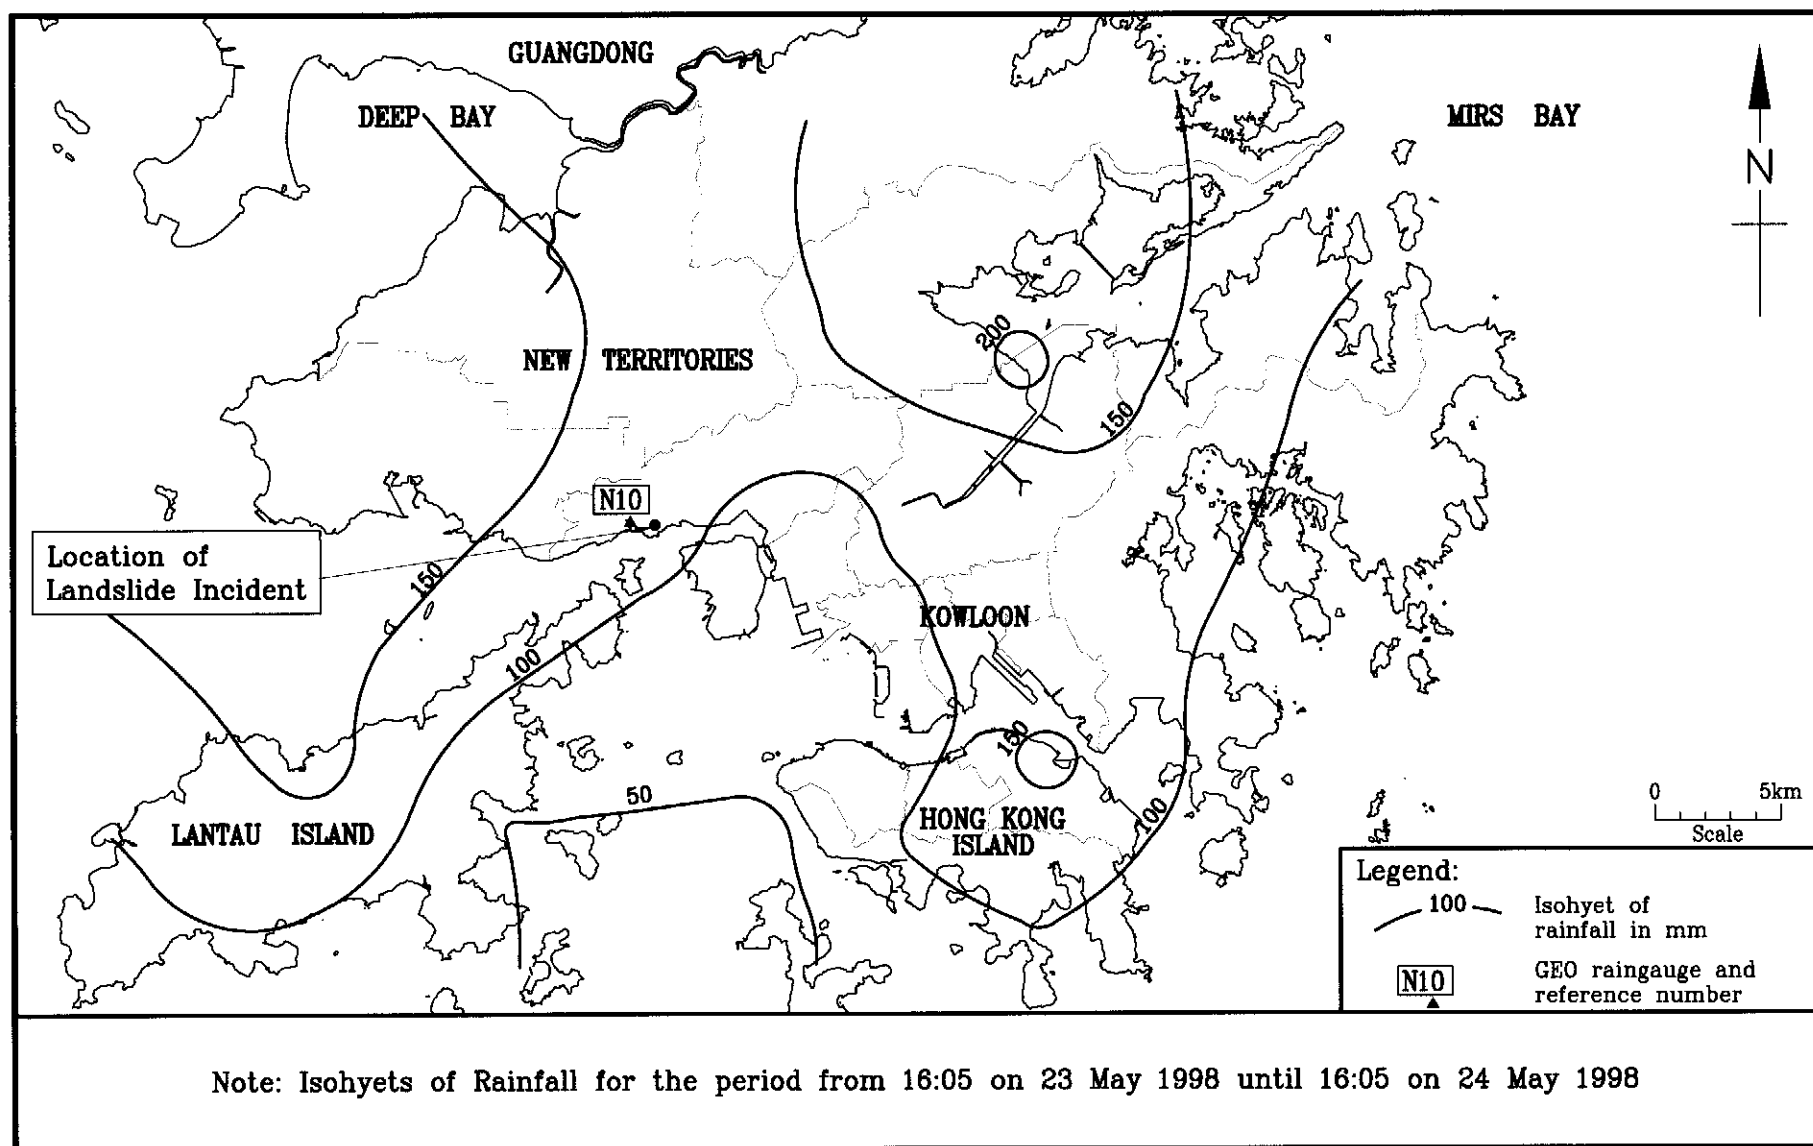 GUANGDONG
DEEP BAY
MIRS BAY
N
200
NEW TERRITORIES
150
N10
Location of
Landslide Incident
150
100
KOWLOON
150
50
100
LANTAU ISLAND
HONG KONG
ISLAND
0 5km
Scale
Legend:
100
Isohyet of
rainfall in mm
N10
GEO raingauge and
reference number
Note: Isohyets of Rainfall for the period from 16:05 on 23 May 1998 until 16:05 on 24 May 1998